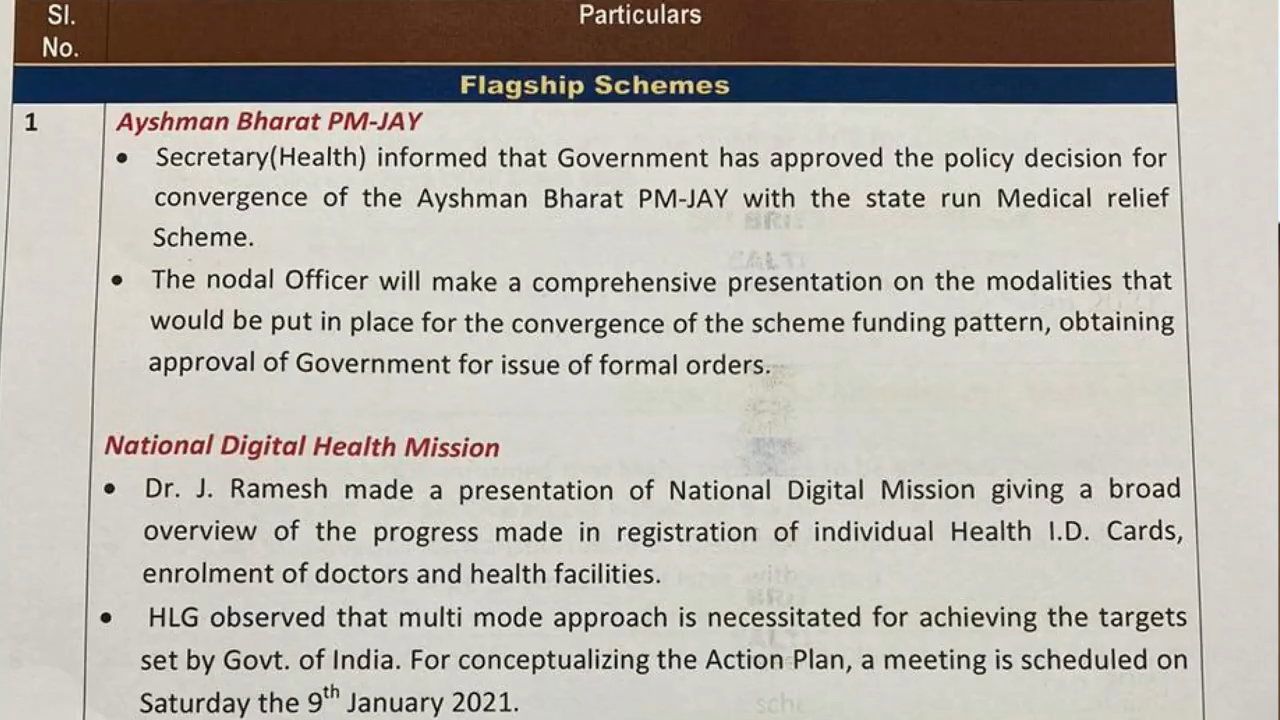 Sl.
No.
Particulars
Flagship Schemes
1
Ayshman Bharat PM-JAY
• Secretary(Health) informed that Government has approved the policy decision for
convergence of the Ayshman Bharat PM-JAY with the state run Medical relief
Scheme.
• The nodal Officer will make a comprehensive presentation on the modalities that
would be put in place for the convergence of the scheme funding pattern, obtaining
approval of Government for issue of formal orders.
National Digital Health Mission
• Dr. J. Ramesh made a presentation of National Digital Mission giving a broad
overview of the progress made in registration of individual Health I.D. Cards,
enrolment of doctors and health facilities.
• HLG observed that multi mode approach is necessitated for achieving the targets
set by Govt. of India. For conceptualizing the Action Plan, a meeting is scheduled on
Saturday the 9th January 2021.